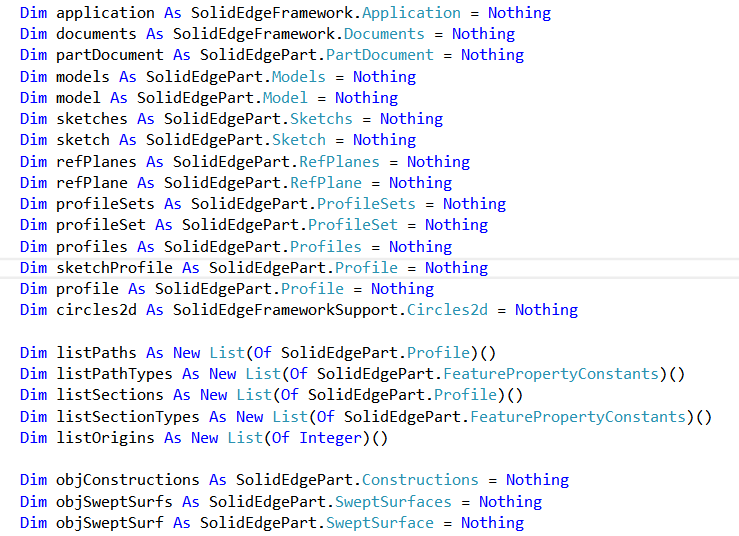 Dim application As SolidEdgeFramework.Application = Nothing
Dim documents As SolidEdgeFramework.Documents = Nothing
Dim partDocument As SolidEdgePart.PartDocument = Nothing
Dim models As SolidEdgePart.Models = Nothing
Dim model As SolidEdgePart.Model = Nothing
Dim sketches As SolidEdgePart.Sketchs = Nothing
Dim sketch As SolidEdgePart.Sketch = Nothing
Dim refPlanes As SolidEdgePart.RefPlanes = Nothing
Dim refPlane As SolidEdgePart.RefPlane = Nothing
Dim profileSets As SolidEdgePart.ProfileSets = Nothing
Dim profileSet As SolidEdgePart.ProfileSet = Nothing
Dim profiles As SolidEdgePart.Profiles = Nothing
Dim sketchProfile As SolidEdgePart.Profile = Nothing
Dim profile As SolidEdgePart.Profile = Nothing
Dim circles2d As SolidEdgeFrameworkSupport.Circles2d = Nothing
Dim listPaths As New List(Of SolidEdgePart.Profile)()
Dim listPathTypes As New List(Of SolidEdgePart.FeaturePropertyConstants)()
Dim listSections As New List(Of SolidEdgePart.Profile)()
Dim listSectionTypes As New List(Of SolidEdgePart.FeaturePropertyConstants)()
Dim listOrigins As New List(Of Integer)()
Dim objConstructions As SolidEdgePart.Constructions = Nothing
Dim objSweptSurfs As SolidEdgePart.SweptSurfaces = Nothing
Dim objSweptSurf As SolidEdgePart.SweptSurface = Nothing